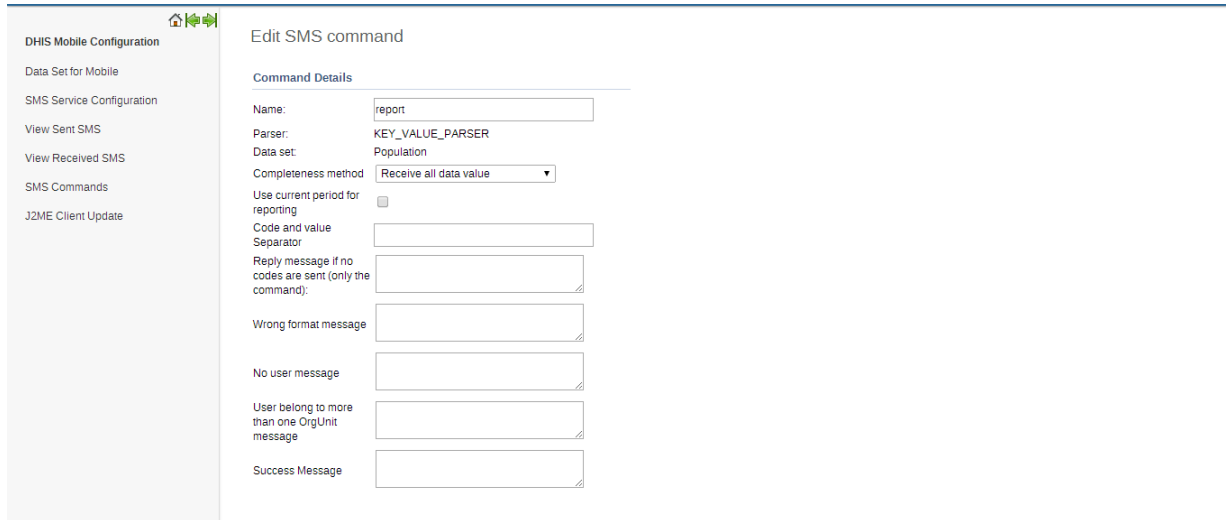 DHIS Mobile Configuration
Data Set for Mobile
SMS Service Configuration
View Sent SMS
View Received SMS
SMS Commands
J2ME Client Update
Edit SMS command
Command Details
Name: report
Parser: KEY_VALUE_PARSER
Data set: Population
Completeness method Receive all data value
Use current period for
reporting
Code and value
Separator
Reply message if no
codes are sent (only the
command):
Wrong format message
No user message
User belong to more
than one OrgUnit
message
Success Message